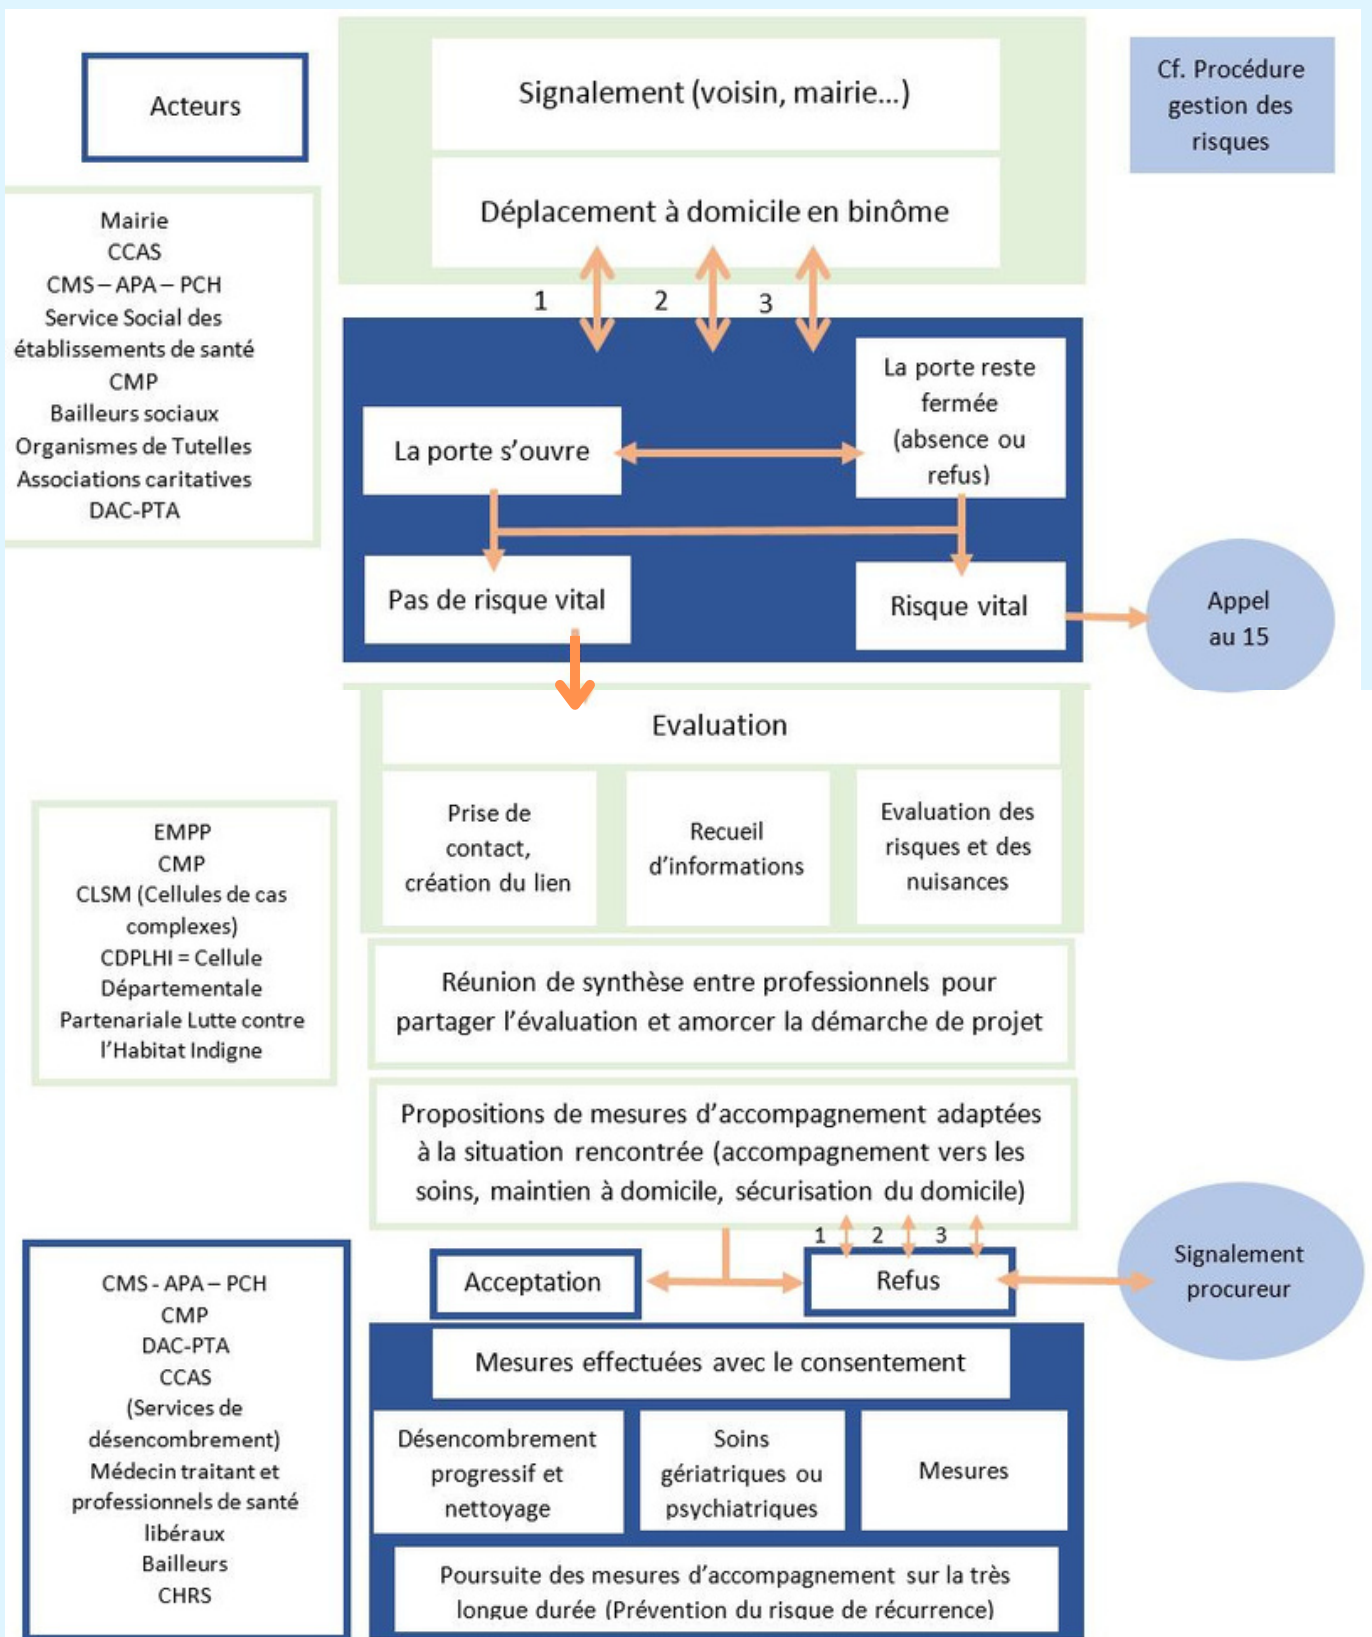 Acteurs
Signalement (voisin, mairie...)
Cf. Procédure
gestion des
risques
Déplacement à domicile en binôme
Mairie
CCAS
CMS – APA – PCH
Service Social des
établissements de santé
CMP
Bailleurs sociaux
Organismes de Tutelles
Associations caritatives
DAC-PTA
1
2
3
La porte s’ouvre
La porte reste
fermée
(absence ou
refus)
Pas de risque vital
Risque vital
Appel
au 15
Evaluation
Prise de
contact,
création du lien
Recueil
d’informations
Evaluation des
risques et des
nuisances
EMPP
CMP
CLSM (Cellules de cas
complexes)
CDPLHI = Cellule
Départementale
Partenariale Lutte contre
l’Habitat Indigne
Réunion de synthèse entre professionnels pour
partager l’évaluation et amorcer la démarche de projet
Propositions de mesures d’accompagnement adaptées
à la situation rencontrée (accompagnement vers les
soins, maintien à domicile, sécurisation du domicile)
1
2
3
Acceptation
Refus
Signalement
procureur
CMS - APA – PCH
CMP
DAC-PTA
CCAS
(Services de
désencombrement)
Médecin traitant et
professionnels de santé
libéraux
Bailleurs
CHRS
Mesures effectuées avec le consentement
Désencombrement
progressif et
nettoyage
Soins
gériatriques ou
psychiatriques
Mesures
Poursuite des mesures d’accompagnement sur la très
longue durée (Prévention du risque de récurrence)